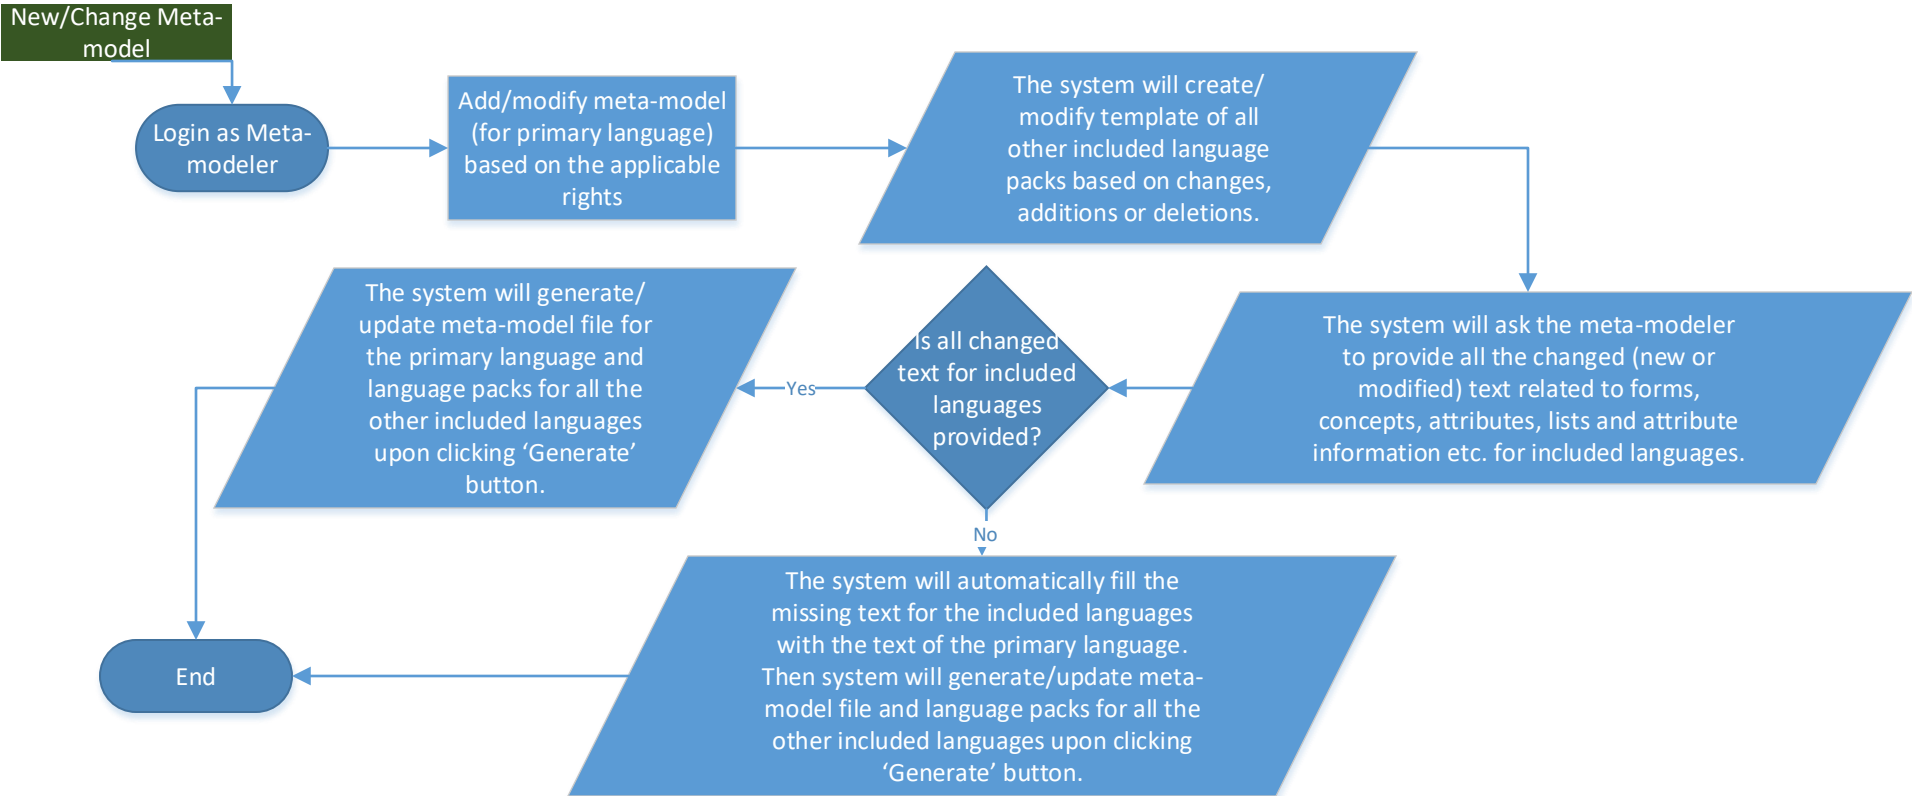 New/Change Meta-
model
Login as Meta-
modeler
Add/modify meta-model
(for primary language)
based on the applicable
rights
The system will create/
modify template of all
other included language
packs based on changes,
additions or deletions.
The system will ask the meta-modeler
to provide all the changed (new or
modified) text related to forms,
concepts, attributes, lists and attribute
information etc. for included languages.
Is all changed
text for included
languages
provided?
Yes
The system will generate/
update meta-model file for
the primary language and
language packs for all the
other included languages
upon clicking ‘Generate’
button.
No
The system will automatically fill the
missing text for the included languages
with the text of the primary language.
Then system will generate/update meta-
model file and language packs for all the
other included languages upon clicking
‘Generate’ button.
End